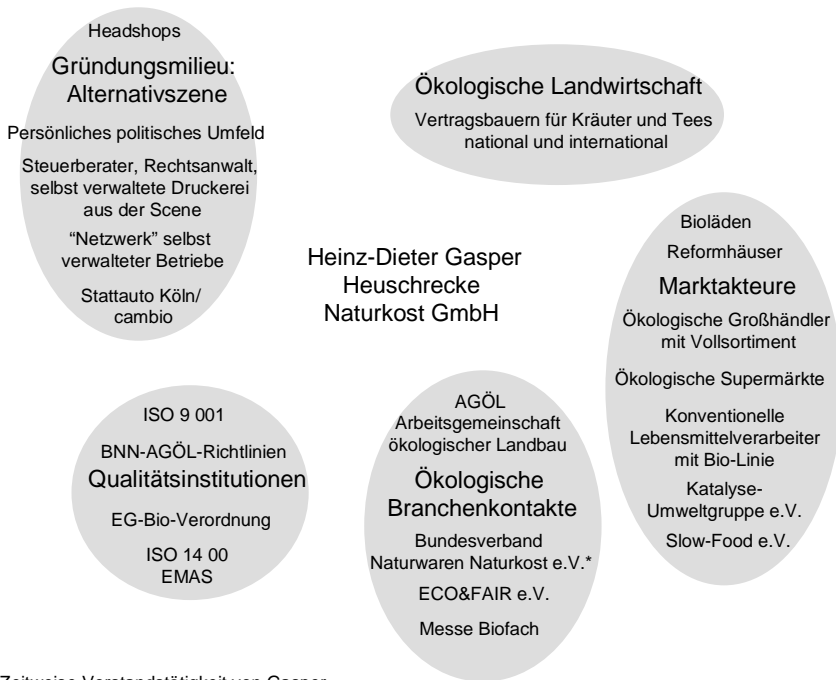 Headshops
Gründungsmilieu:
Alternativszene
Persönliches politisches Umfeld
Steuerberater, Rechtsanwalt,
selbst verwaltete Druckerei
aus der Scene
“Netzwerk” selbst
verwalteter Betriebe
Stattauto Köln/
cambio
Ökologische Landwirtschaft
Vertragsbauern für Kräuter und Tees
national und international
Heinz-Dieter Gasper
Heuschrecke
Naturkost GmbH
Bioläden
Reformhäuser
Marktakteure
Ökologische Großhändler
mit Vollsortiment
Ökologische Supermärkte
Konventionelle
Lebensmittelverarbeiter
mit Bio-Linie
Katalyse-
Umweltgruppe e.V.
Slow-Food e.V.
ISO 9 001
BNN-AGÖL-Richtlinien
Qualitätsinstitutionen
EG-Bio-Verordnung
ISO 14 00
EMAS
AGÖL
Arbeitsgemeinschaft
ökologischer Landbau
Ökologische
Branchenkontakte
Bundesverband
Naturwaren Naturkost e.V.*
ECO&FAIR e.V.
Messe Biofach
Zeitweise Vorstandstätigkeit von Gasper